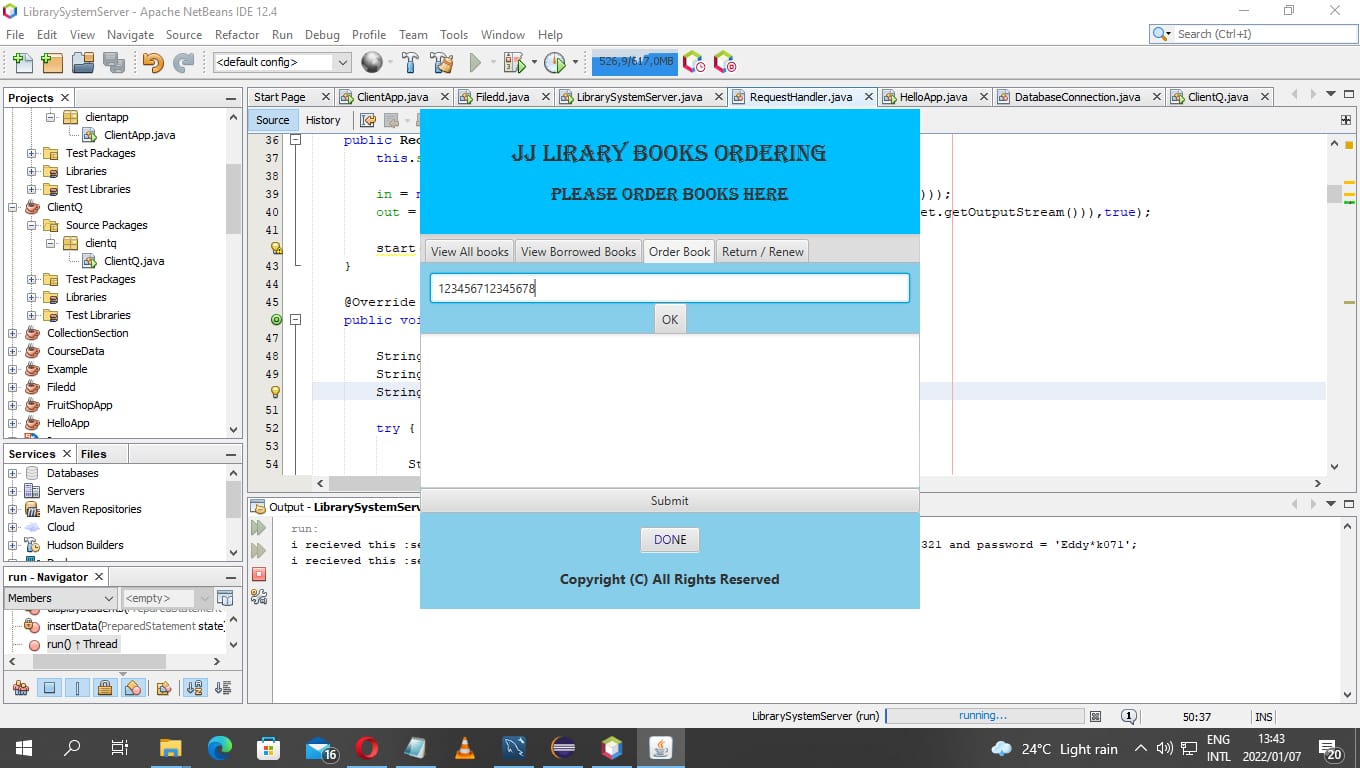 LibrarySystemServer - Apache NetBeans IDE 12.4
File Edit View Navigate Source Refactor Run Debug Profile Team Tools Window Help
Search (Ctrl+I)
<default config>
526,9/617,0MB
Projects
Start Page ClientApp.java Filedd.java LibrarySystemServer.java RequestHandler.java HelloApp.java DatabaseConnection.java ClientQ.java
Source History
clientapp
ClientApp.java
Test Packages
Libraries
Test Libraries
ClientQ
Source Packages
clientq
ClientQ.java
Test Packages
Libraries
Test Libraries
CollectionSection
CourseData
Example
Filedd
FruitShopApp
HelloApp
36 public Rec
37 this.s
38
39 in = n )));
40 out = et.getOutputStream())),true);
41
start
43 }
44
45 @Override
public voi
47
48 String
49 String
String
51
52 try {
53
54 St
JJ LIRARY BOOKS ORDERING
PLEASE ORDER BOOKS HERE
View All books View Borrowed Books Order Book Return / Renew
123456712345678
OK
Submit
DONE
Copyright (C) All Rights Reserved
Services Files
Databases
Servers
Maven Repositories
Cloud
Hudson Builders
run - Navigator
Members <empty>
insertData(PreparedStatement state)
run() ↑ Thread
Output - LibrarySystemServ
run:
i recieved this :se 321 and password = 'Eddy*k071';
i recieved this :se
LibrarySystemServer (run) running... 1 50:37 INS
16
24°C Light rain
ENG
INTL
13:43
2022/01/07
20